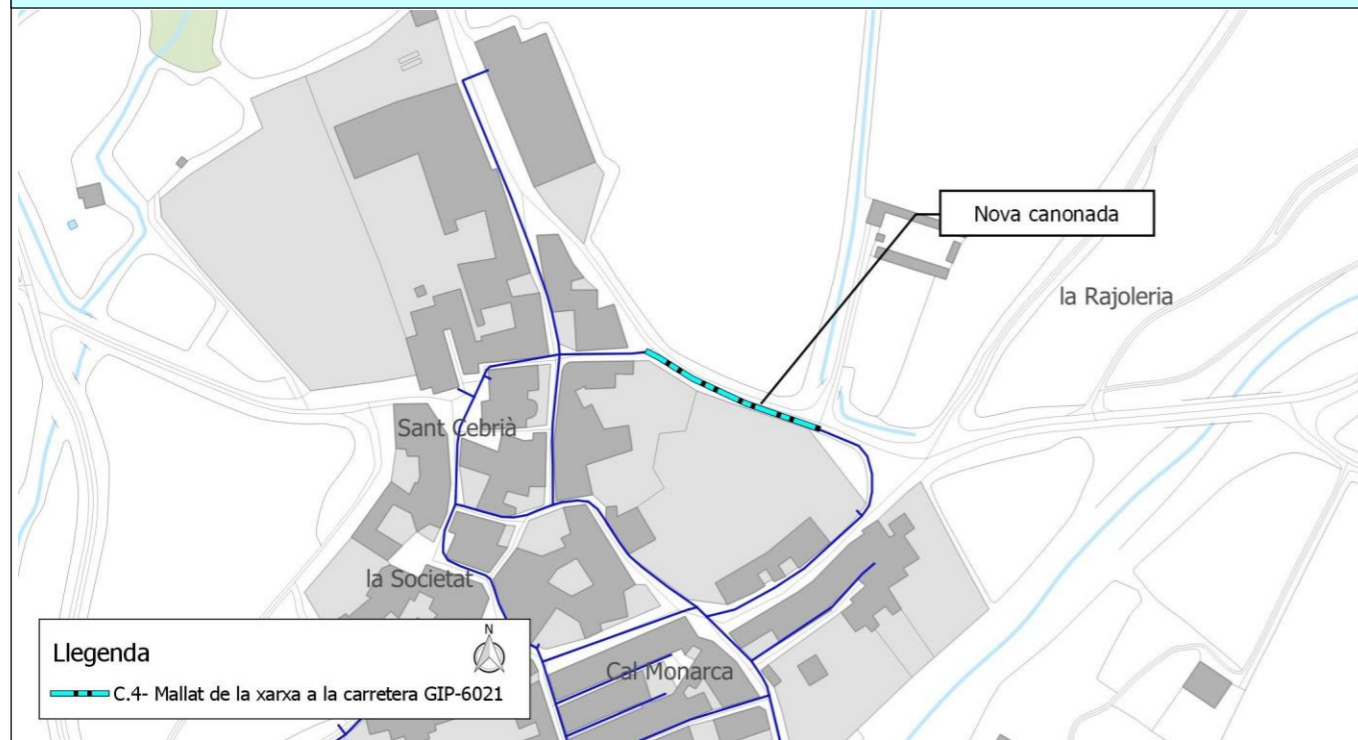 Nova canonada
la Rajoleria
Sant Cebrià
la Societat
Cal Monarca
Llegenda
N
C.4- Mallat de la xarxa a la carretera GIP-6021